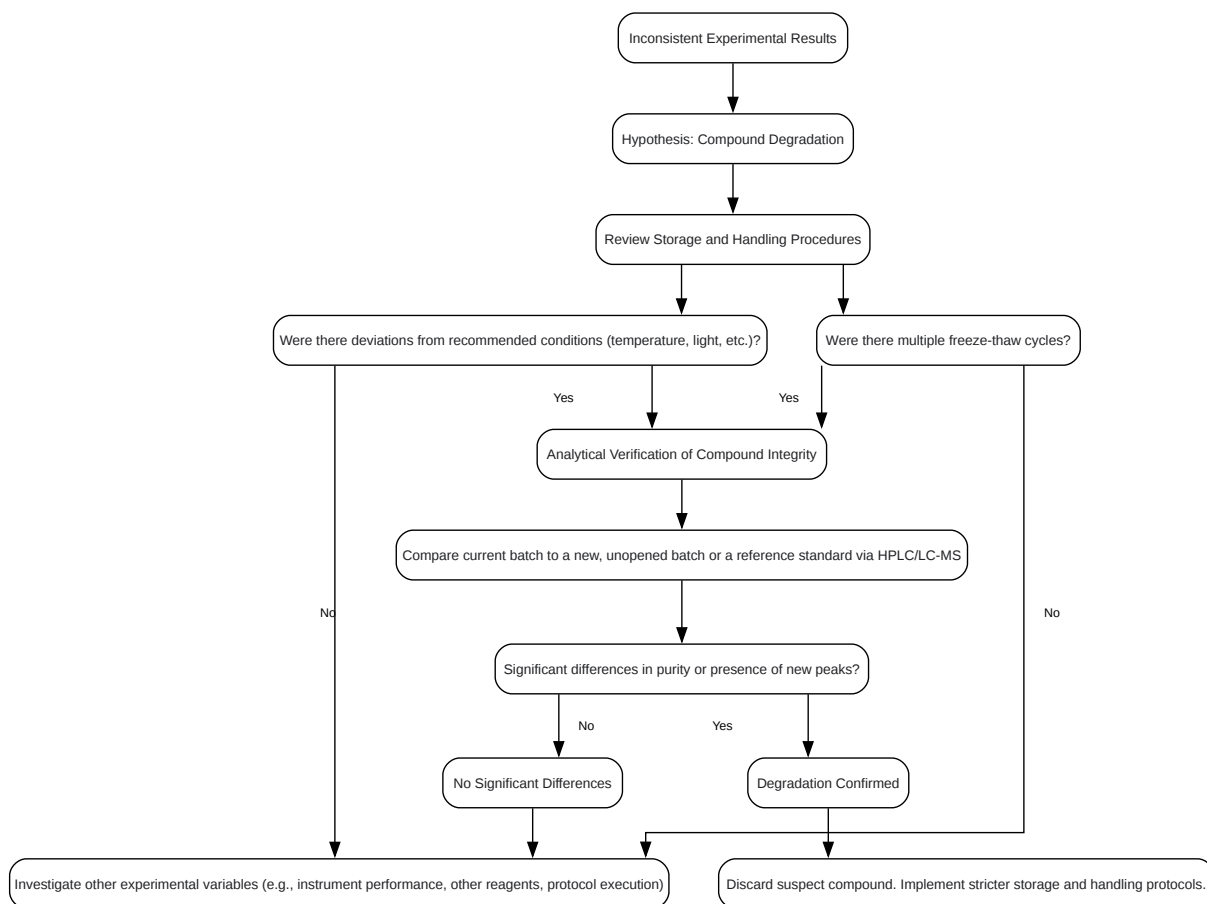 Inconsistent Experimental Results
Hypothesis: Compound Degradation
Review Storage and Handling Procedures
Were there deviations from recommended conditions (temperature, light, etc.)?
Were there multiple freeze-thaw cycles?
Yes
Yes
Analytical Verification of Compound Integrity
Compare current batch to a new, unopened batch or a reference standard via HPLC/LC-MS
No
No
Significant differences in purity or presence of new peaks?
No
Yes
No Significant Differences
Degradation Confirmed
Investigate other experimental variables (e.g., instrument performance, other reagents, protocol execution)
Discard suspect compound. Implement stricter storage and handling protocols.